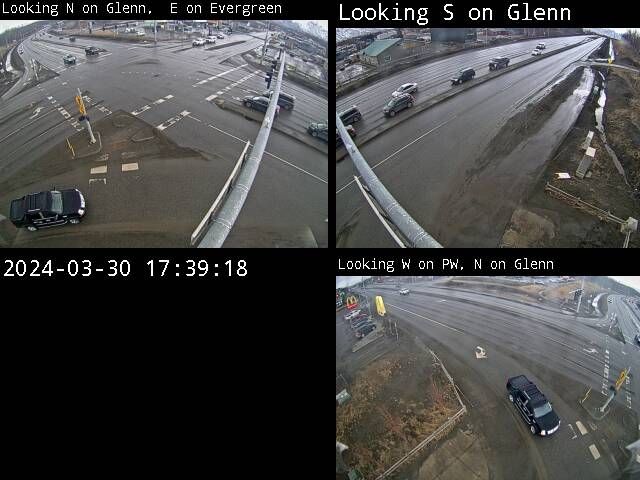 Looking N on Glenn, E on Evergreen
Looking S on Glenn
2024-03-30 17:39:18
Looking W on PW, N on Glenn